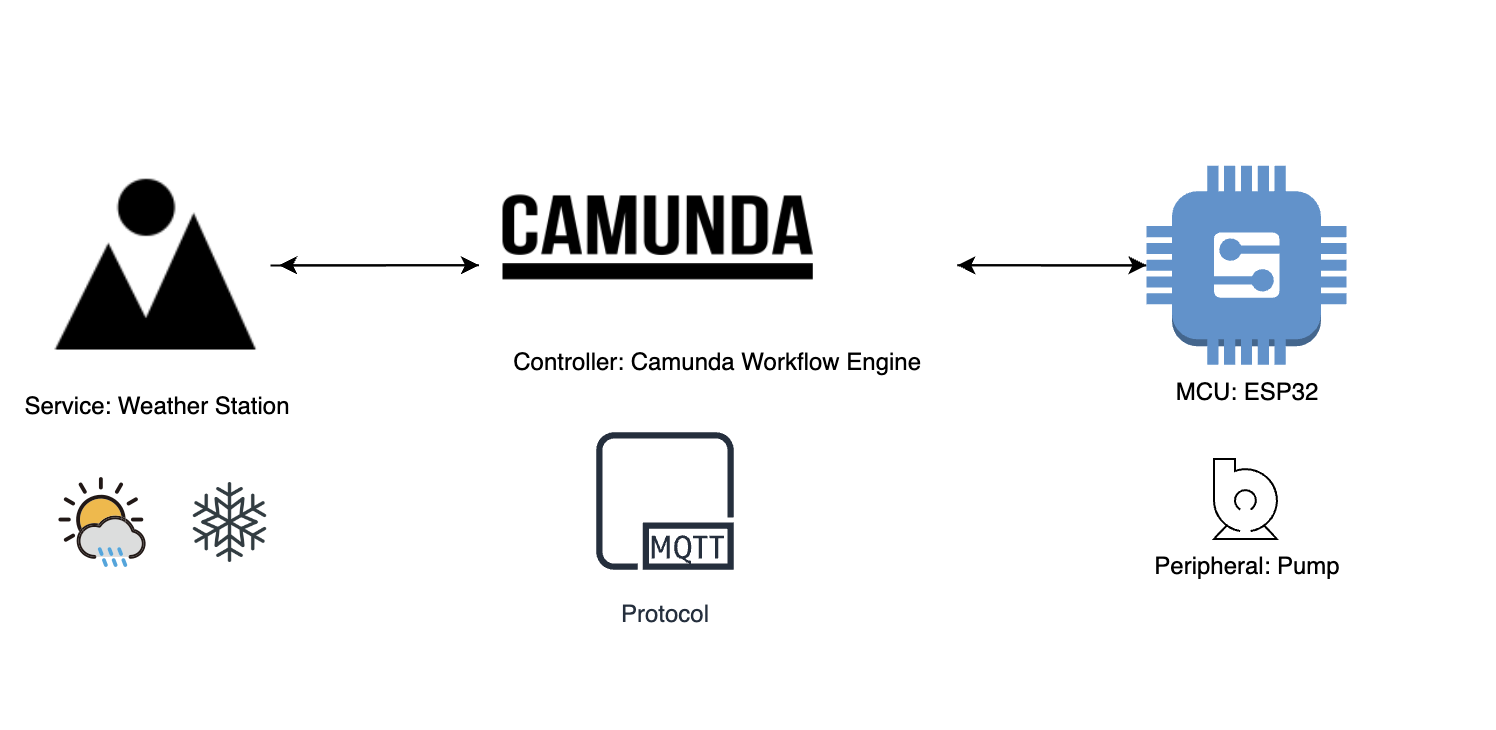 CAMUNDA
Controller: Camunda Workflow Engine
MCU: ESP32
Service: Weather Station
MQTT
Peripheral: Pump
Protocol